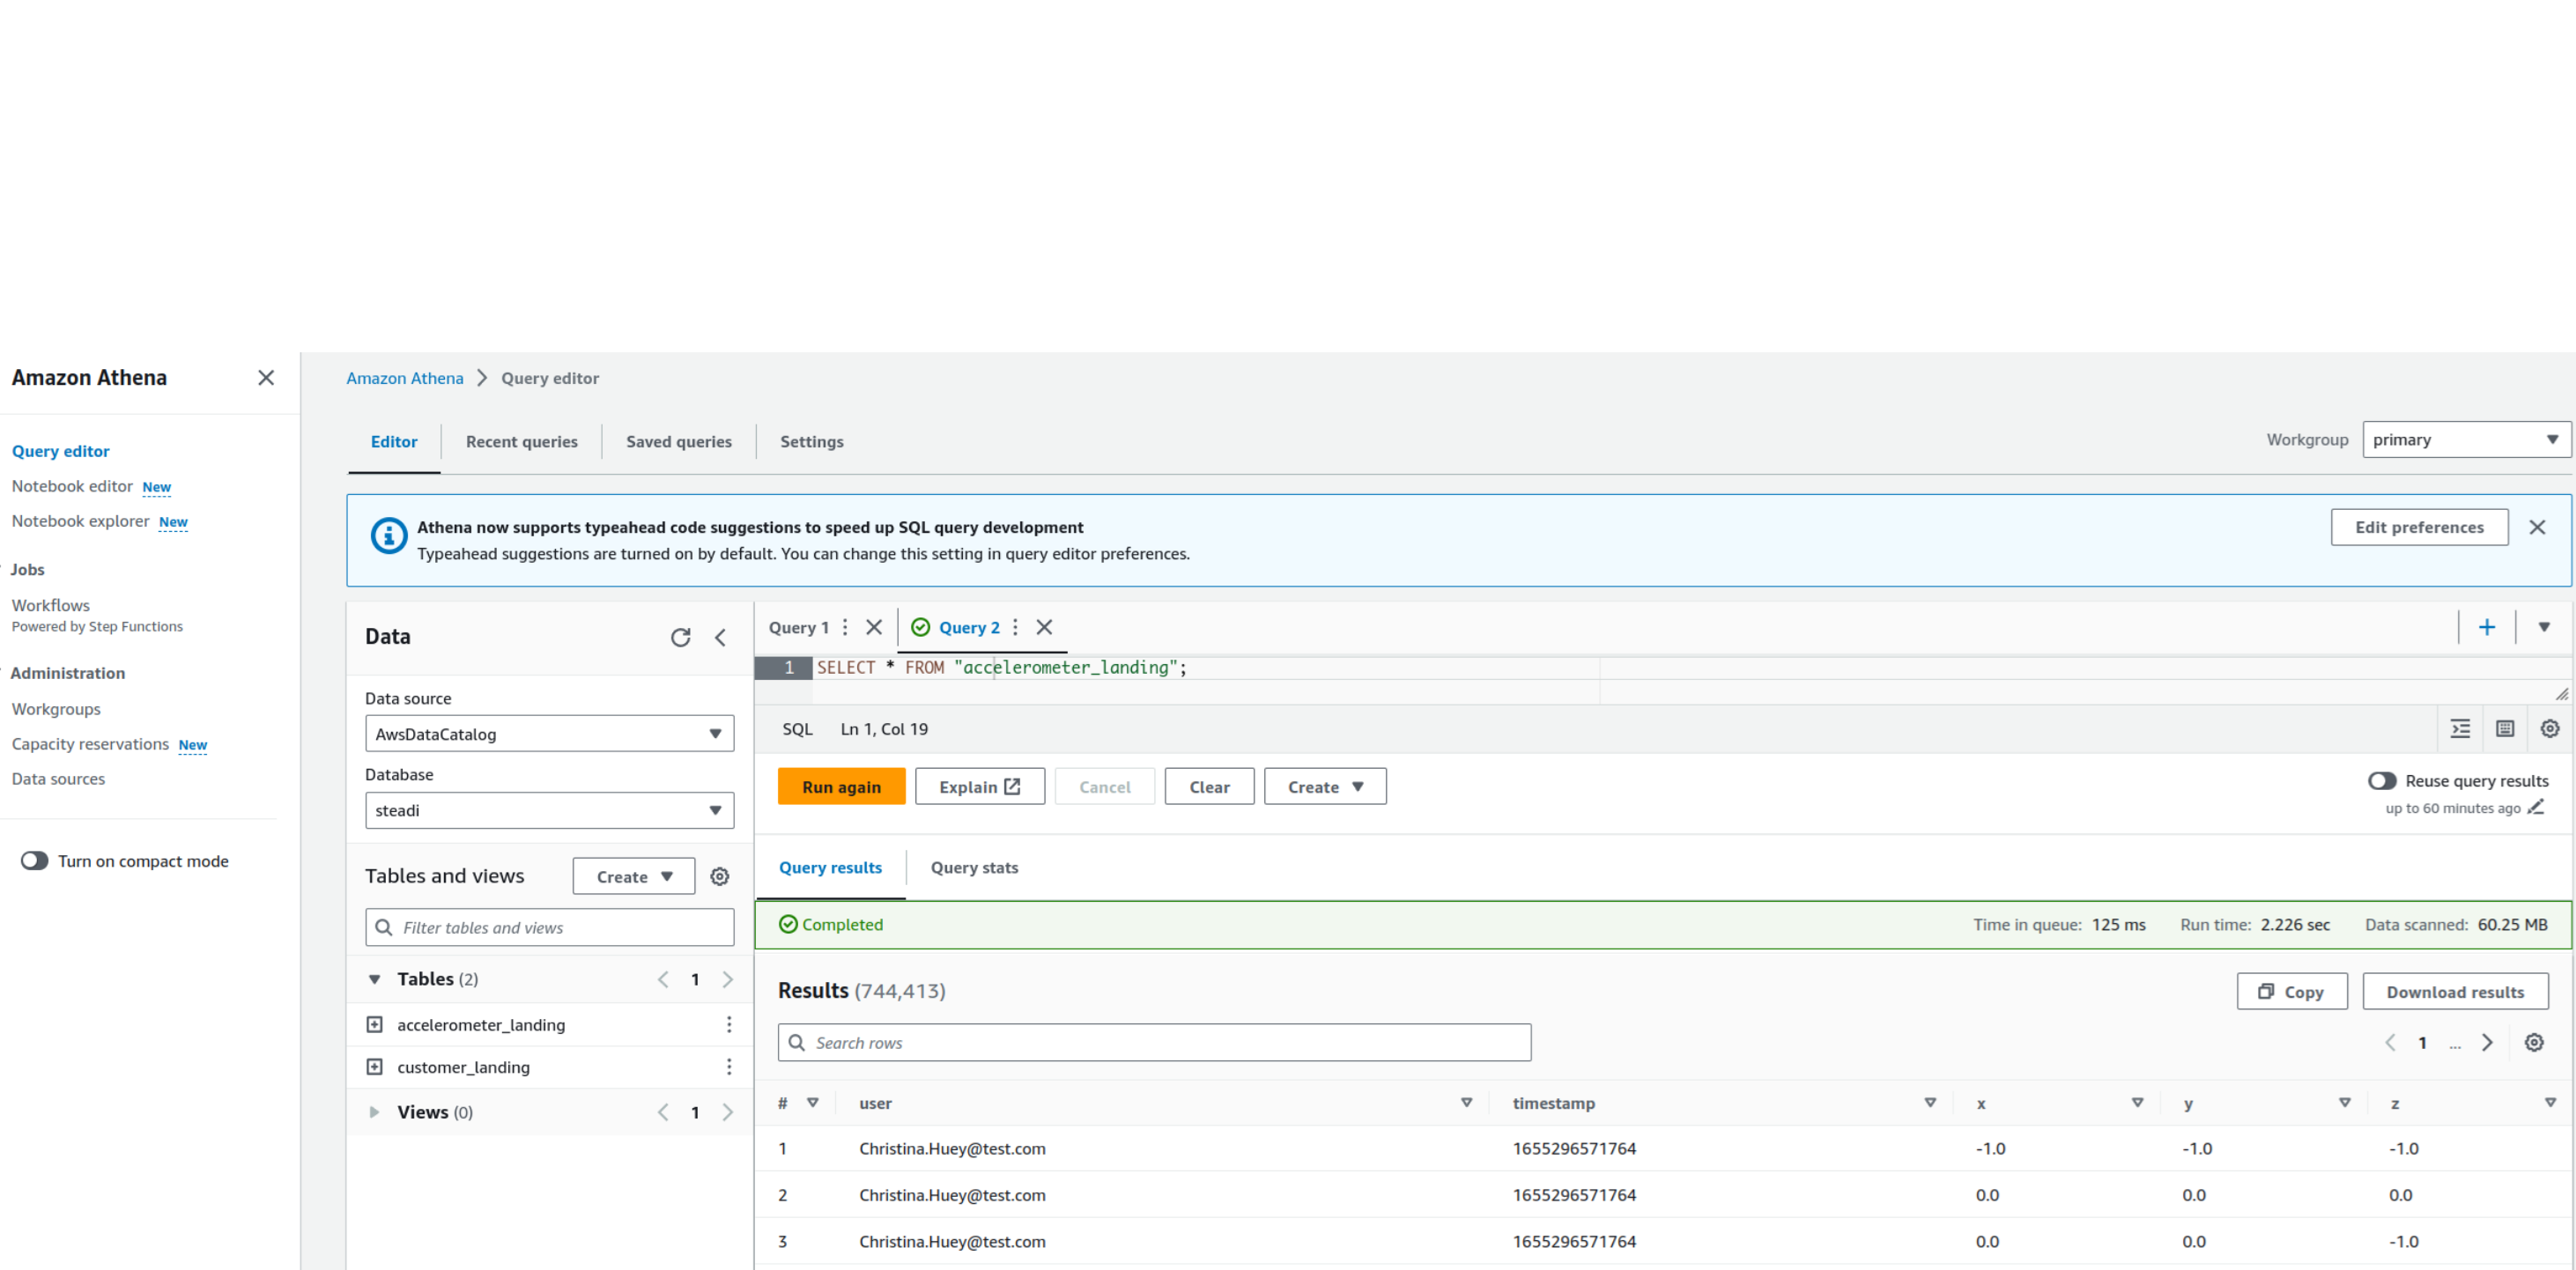 Amazon Athena
Query editor
Notebook editor New
Notebook explorer New
Jobs
Workflows
Powered by Step Functions
Administration
Workgroups
Capacity reservations New
Data sources
Turn on compact mode
Amazon Athena > Query editor
Editor Recent queries Saved queries Settings
Workgroup primary
Athena now supports typeahead code suggestions to speed up SQL query development
Typeahead suggestions are turned on by default. You can change this setting in query editor preferences.
Edit preferences
Data
Data source
AwsDataCatalog
Database
steadi
Tables and views Create
Filter tables and views
Tables (2) 1
accelerometer_landing
customer_landing
Views (0) 1
Query 1 Query 2
1 SELECT * FROM "accelerometer_landing";
SQL Ln 1, Col 19
Run again Explain Cancel Clear Create
Reuse query results
up to 60 minutes ago
Query results Query stats
Completed Time in queue: 125 ms Run time: 2.226 sec Data scanned: 60.25 MB
Results (744,413) Copy Download results
Search rows 1 ...
# user timestamp x y z
1 Christina.Huey@test.com 1655296571764 -1.0 -1.0 -1.0
2 Christina.Huey@test.com 1655296571764 0.0 0.0 0.0
3 Christina.Huey@test.com 1655296571764 0.0 0.0 -1.0